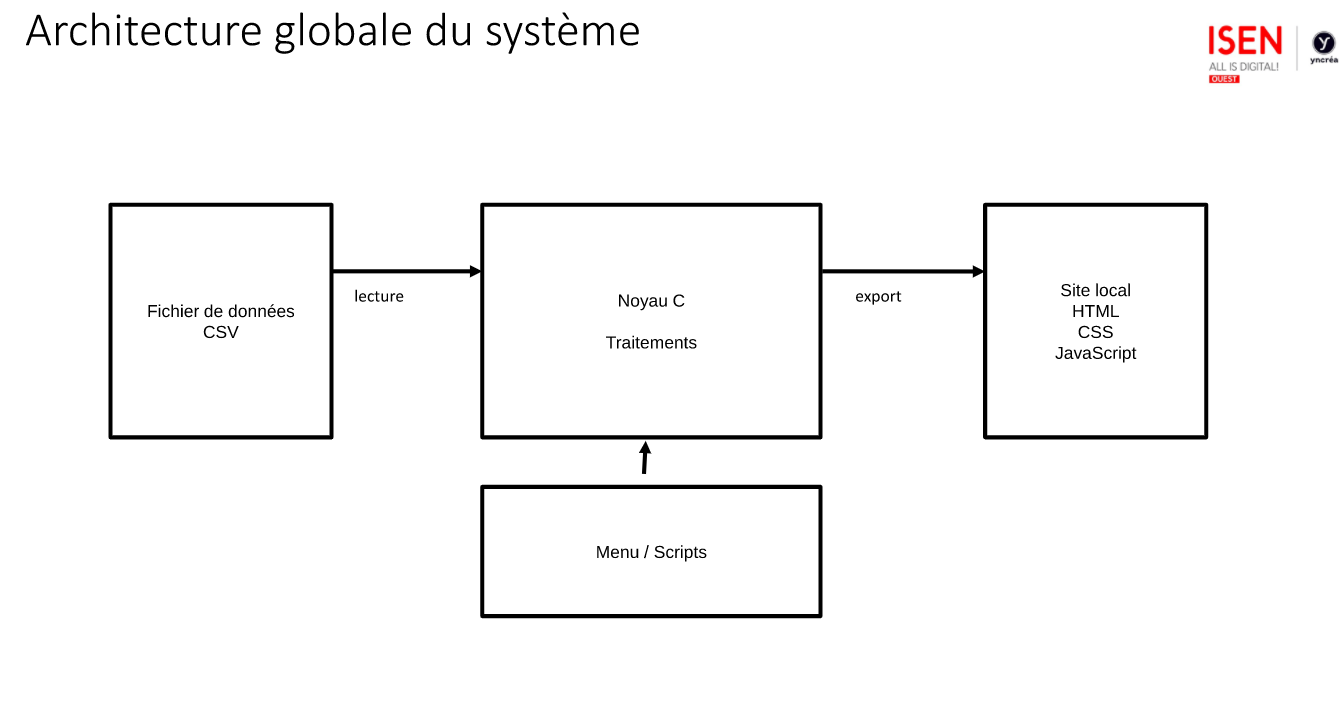 Architecture globale du système
ISEN
ALL IS DIGITAL!
OUEST
y
yncréa
Fichier de données
CSV
lecture
Noyau C
Traitements
export
Site local
HTML
CSS
JavaScript
Menu / Scripts